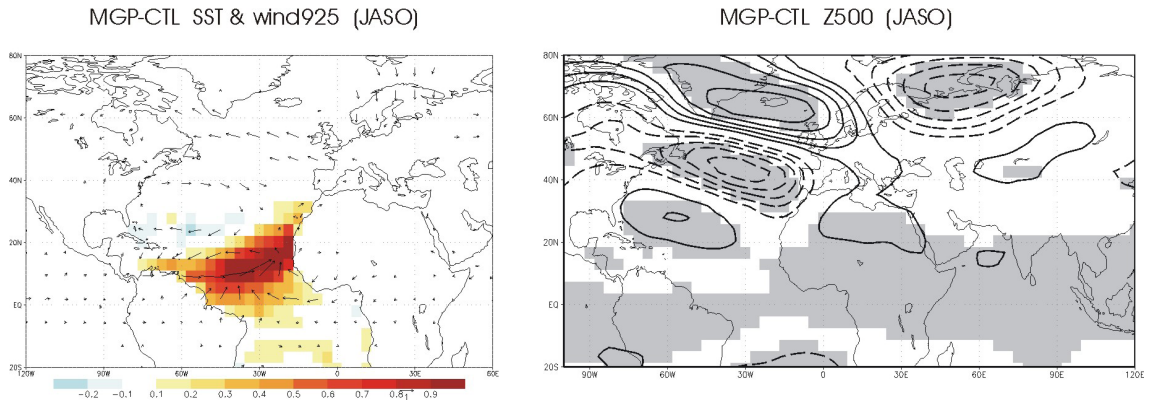 MGP-CTL SST & wind925 (JASO)
MGP-CTL Z500 (JASO)
80N
60N
40N
20N
EQ
20S
120W 90W 60W 30W 0 30E 60E
-0.2 -0.1 0.1 0.2 0.3 0.4 0.5 0.6 0.7 0.8 0.9
1
80N
60N
40N
20N
EQ
20S
90W 60W 30W 0 30E 60E 90E 120E